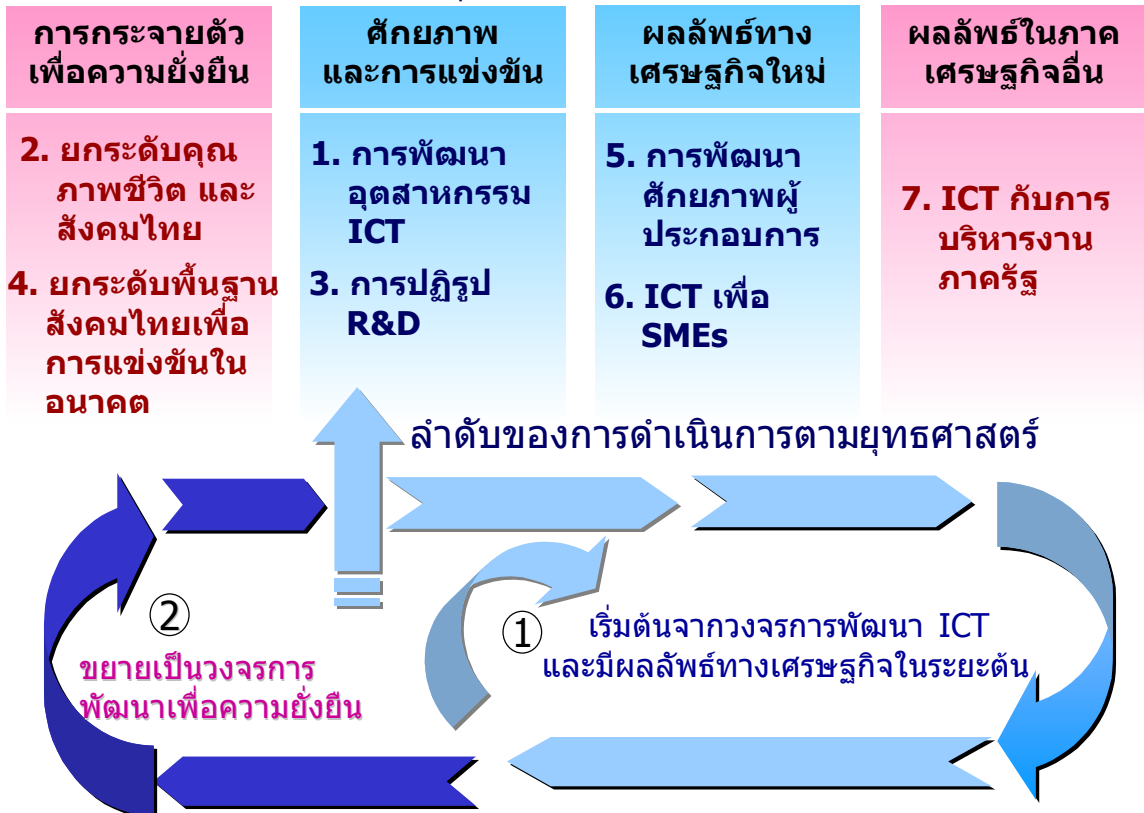 การกระจายตัว
เพื่อความยั่งยืน
ศักยภาพ
และการแข่งขัน
ผลลัพธ์ทาง
เศรษฐกิจใหม่
ผลลัพธ์ในภาค
เศรษฐกิจอื่น
2. ยกระดับคุณ
ภาพชีวิต และ
สังคมไทย
4. ยกระดับพื้นฐาน
สังคมไทยเพื่อ
การแข่งขันใน
อนาคต
1. การพัฒนา
อุตสาหกรรม
ICT
3. การปฏิรูป
R&D
5. การพัฒนา
ศักยภาพผู้
ประกอบการ
6. ICT เพื่อ
SMEs
7. ICT กับการ
บริหารงาน
ภาครัฐ
ลำดับของการดำเนินการตามยุทธศาสตร์
②
ขยายเป็นวงจรการ
พัฒนาเพื่อความยั่งยืน
①
เริ่มต้นจากวงจรการพัฒนา ICT
และมีผลลัพธ์ทางเศรษฐกิจในระยะต้น